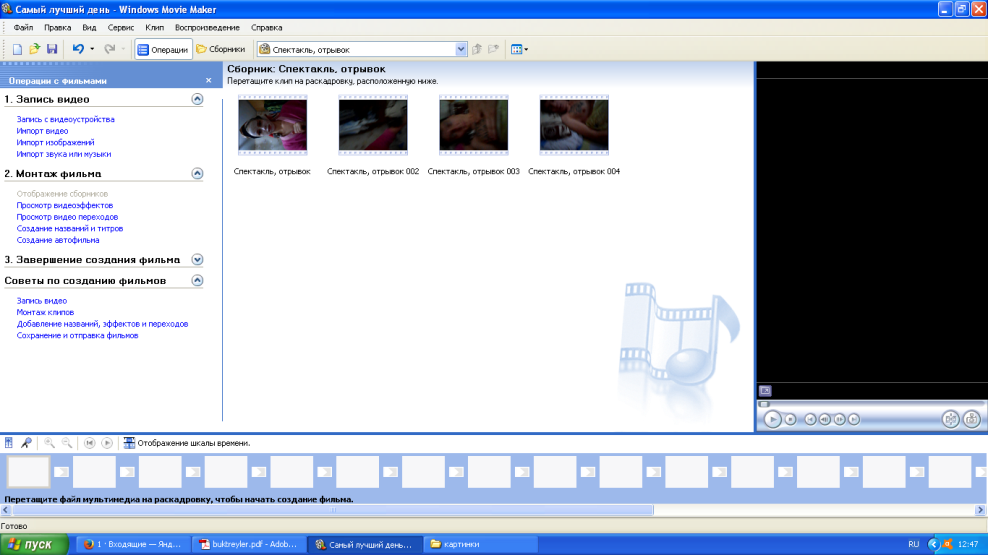 Самый лучший день - Windows Movie Maker
Файл Правка Вид Сервис Клип Воспроизведение Справка
Операции Сборники Спектакль, отрывок
Операции с фильмами
1. Запись видео
Запись с видеоустройства
Импорт видео
Импорт изображений
Импорт звука или музыки
2. Монтаж фильма
Отображение сборников
Просмотр видеоэффектов
Просмотр видео переходов
Создание названий и титров
Создание автофильма
3. Завершение создания фильма
Советы по созданию фильмов
Запись видео
Монтаж клипов
Добавление названий, эффектов и переходов
Сохранение и отправка фильмов
Сборник: Спектакль, отрывок
Перетащите клип на раскадровку, расположенную ниже.
Спектакль, отрывок Спектакль, отрывок 002 Спектакль, отрывок 003 Спектакль, отрывок 004
Отображение шкалы времени.
Перетащите файл мультимедиа на раскадровку, чтобы начать создание фильма.
Готово
пуск 1 · Входящие — Янд... buktreyler.pdf - Adob... Самый лучший день... картинки RU 12:47